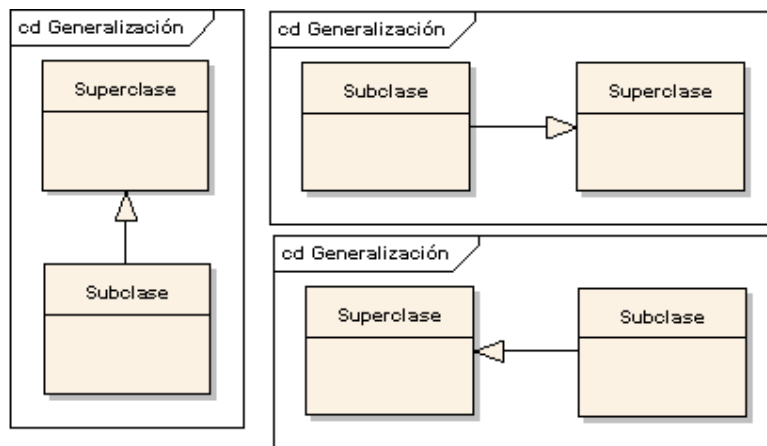 cd Generalización
Superclase
Subclase
cd Generalización
Subclase
Superclase
cd Generalización
Superclase
Subclase